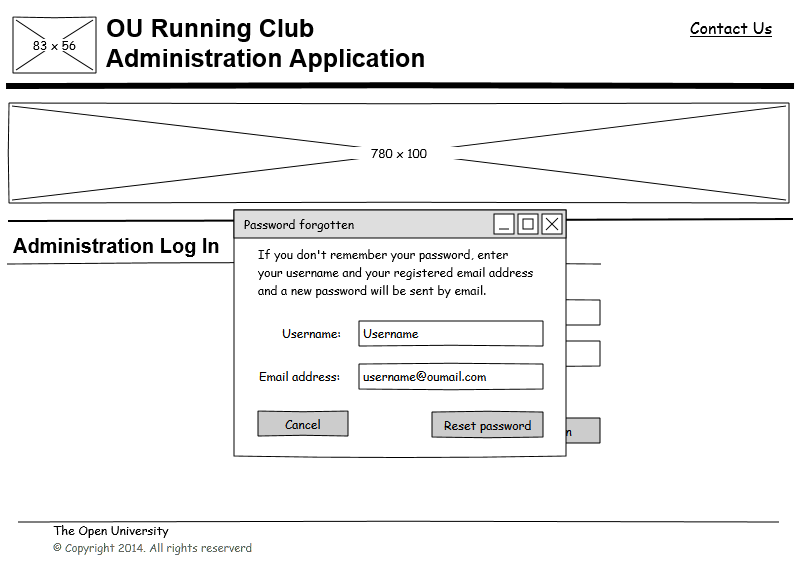 83 x 56
OU Running Club
Administration Application
Contact Us
780 x 100
Administration Log In
Password forgotten
If you don't remember your password, enter
your username and your registered email address
and a new password will be sent by email.
Username: Username
Email address: username@oumail.com
Cancel Reset password
n
The Open University
© Copyright 2014. All rights reserverd